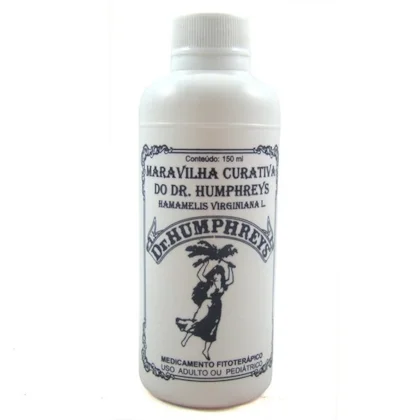 Conteúdo: 150 ml
MARAVILHA CURATIVA
DO DR. HUMPHREYS
HAMAMELIS VIRGINIANA L.
Dr. HUMPHREYS
MEDICAMENTO FITOTERÁPICO
USO ADULTO OU PEDIÁTRICO